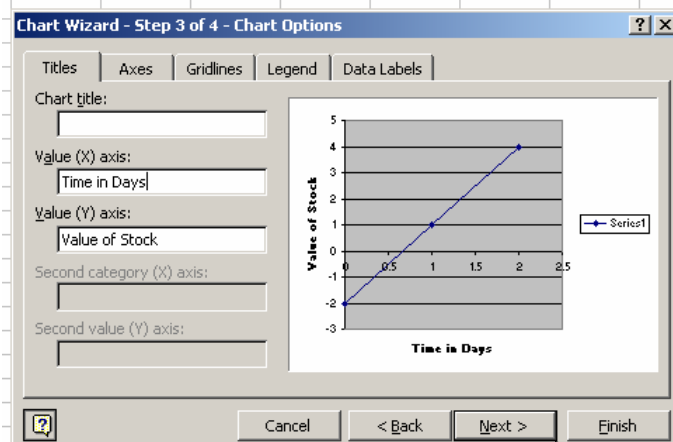 Chart Wizard - Step 3 of 4 - Chart Options
Titles
Axes
Gridlines
Legend
Data Labels
Chart title:
Value (X) axis:
Time in Days
Value (Y) axis:
Value of Stock
Second category (X) axis:
Second value (Y) axis:
5
4
3
2
1
0
-1
-2
-3
0
0.5
1
1.5
2
2.5
Value of Stock
Time in Days
Series1
?
Cancel
< Back
Next >
Finish